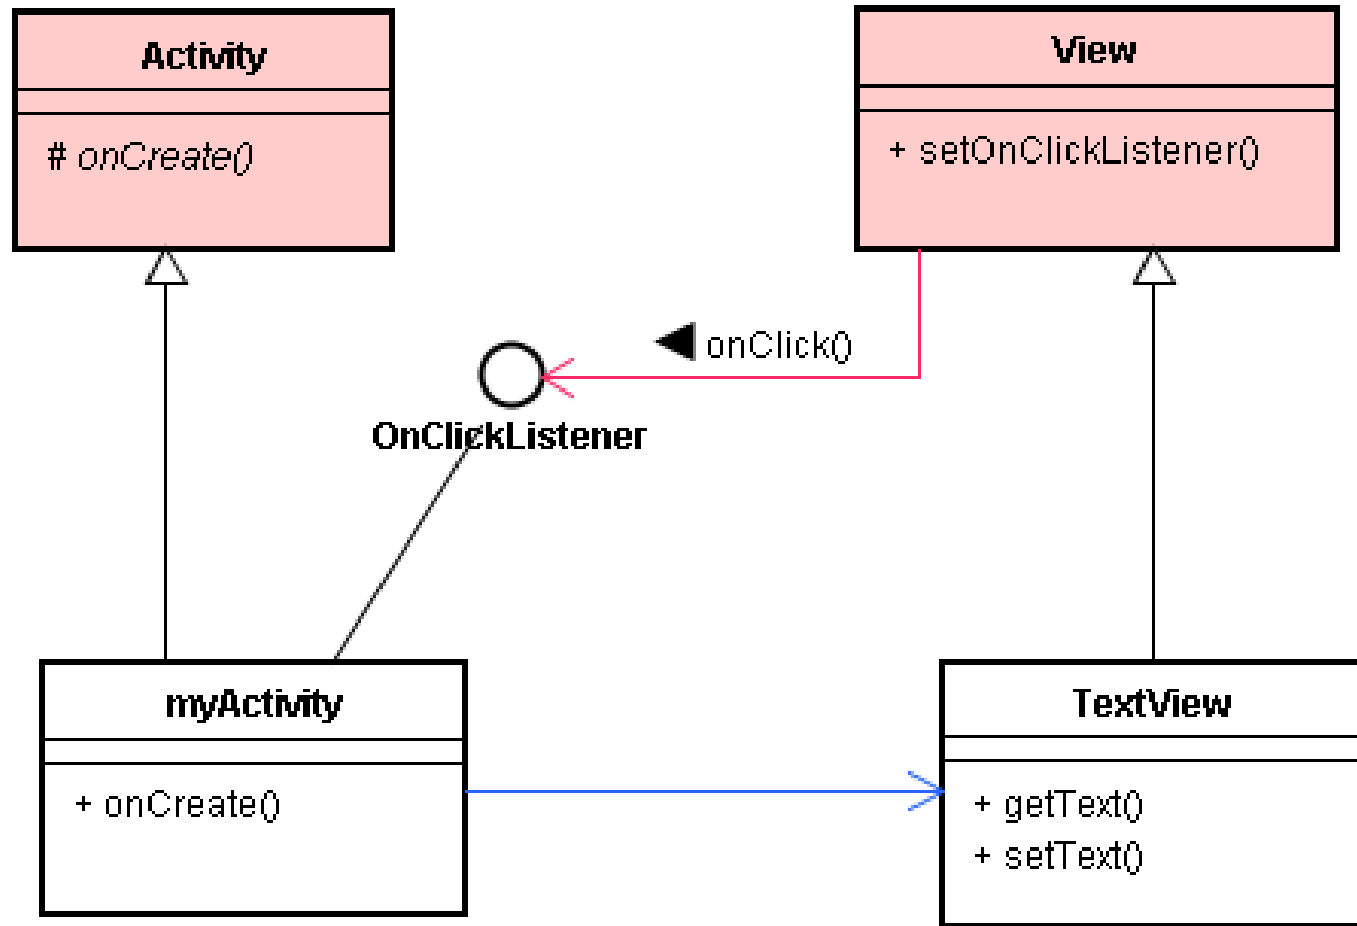 Activity
# onCreate()
View
+ setOnClickListener()
onClick()
OnClickListener
myActivity
+ onCreate()
TextView
+ getText()
+ setText()